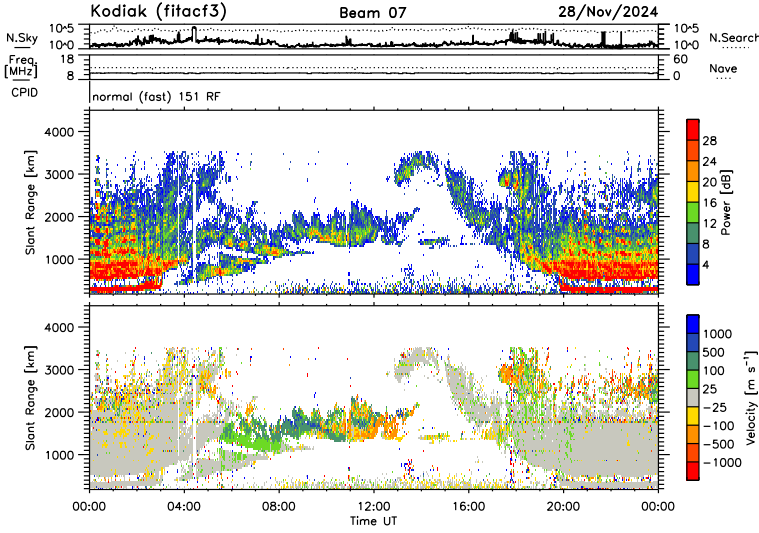 Kodiak (fitacf3) Beam 07 28/Nov/2024
N.Sky 10^5 10^0 10^5 10^0 N.Search
Freq. [MHz] 18 8 60 0 Nave
CPID normal (fast) 151 RF
Slant Range [km]
4000
3000
2000
1000
Power [dB]
28
24
20
16
12
8
4
Slant Range [km]
4000
3000
2000
1000
Velocity [m s⁻¹]
1000
500
100
25
-25
-100
-500
-1000
00:00 04:00 08:00 12:00 16:00 20:00 00:00
Time UT